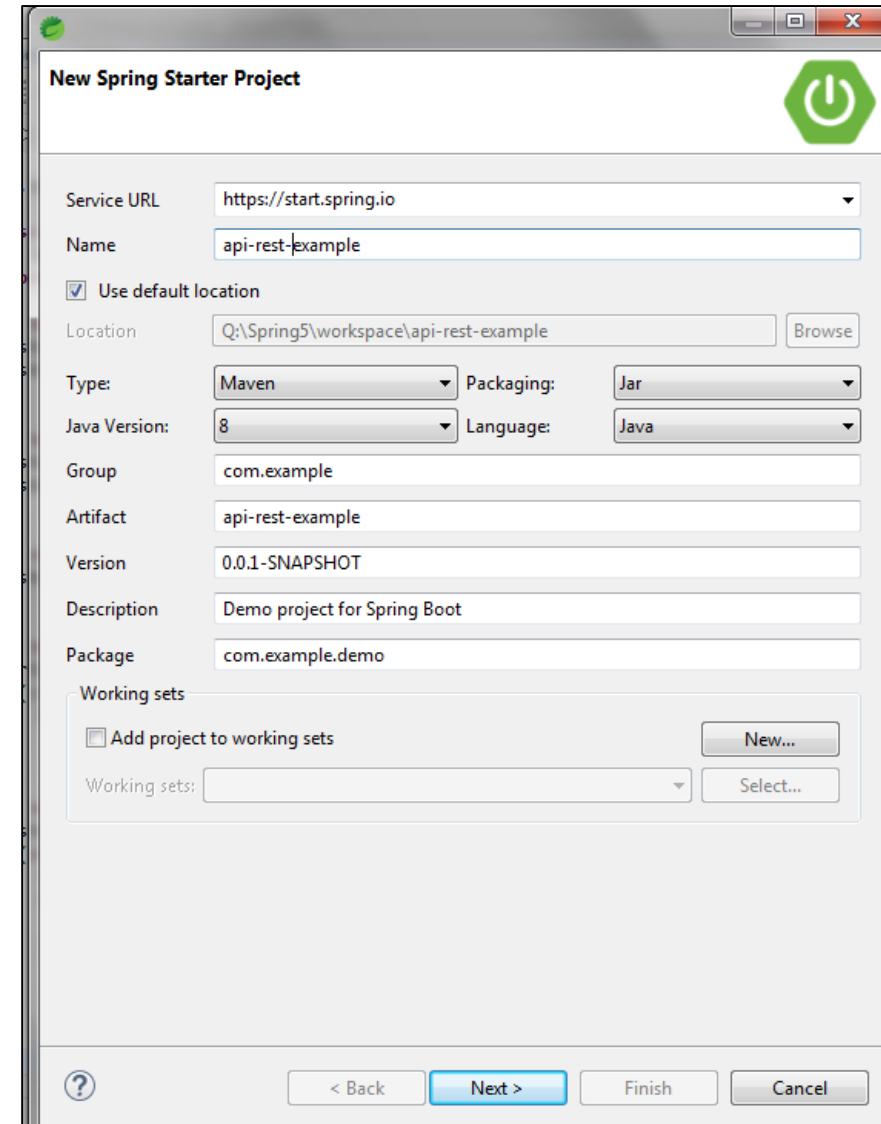 New Spring Starter Project
Service URL https://start.spring.io
Name api-rest-example
Use default location
Location Q:\Spring5\workspace\api-rest-example Browse
Type: Maven Packaging: Jar
Java Version: 8 Language: Java
Group com.example
Artifact api-rest-example
Version 0.0.1-SNAPSHOT
Description Demo project for Spring Boot
Package com.example.demo
Working sets
Add project to working sets New...
Working sets: Select...
? < Back Next > Finish Cancel